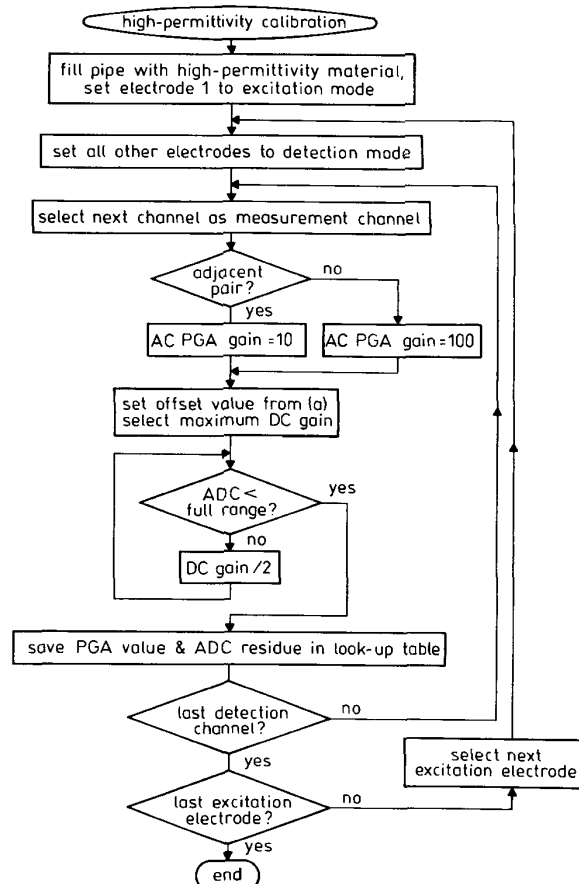 high-permittivity calibration
fill pipe with high-permittivity material,
set electrode 1 to excitation mode
set all other electrodes to detection mode
select next channel as measurement channel
adjacent
pair?
no
yes
AC PGA gain =10
AC PGA gain=100
set offset value from (a)
select maximum DC gain
ADC <
full range?
yes
no
DC gain /2
save PGA value & ADC residue in look-up table
last detection
channel?
no
yes
select next
excitation electrode
last excitation
electrode?
no
yes
end